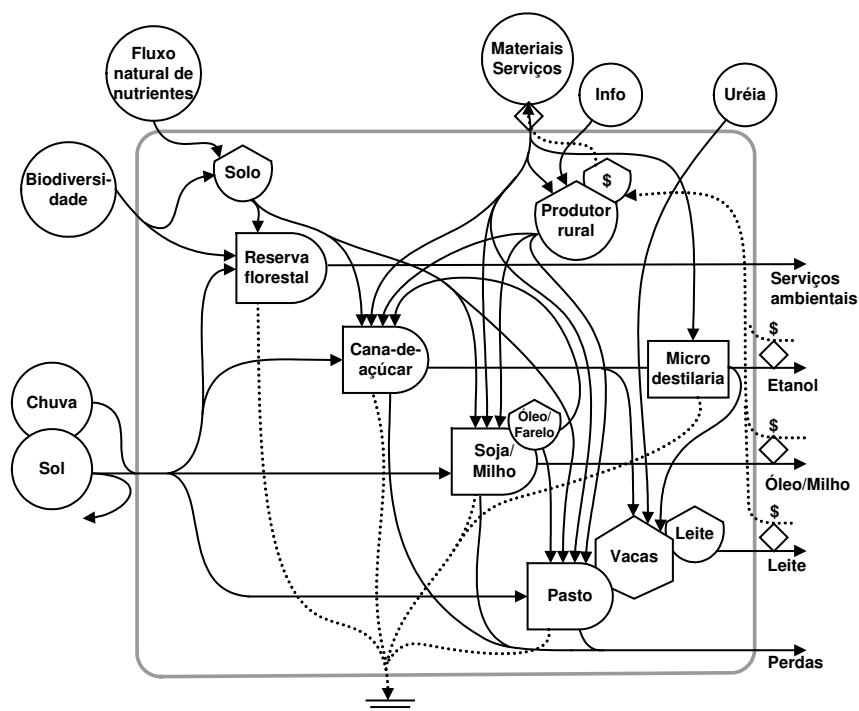 Fluxo
natural de
nutrientes
Materiais
Serviços
Info
Uréia
Biodiversi-
dade
Solo
$
Produtor
rural
Reserva
florestal
Serviços
ambientais
$
Cana-de-
açúcar
Micro
destilaria
Etanol
Chuva
Sol
Óleo/
Farelo
$
Soja/
Milho
Óleo/Milho
$
Leite
Vacas
Leite
Pasto
Perdas